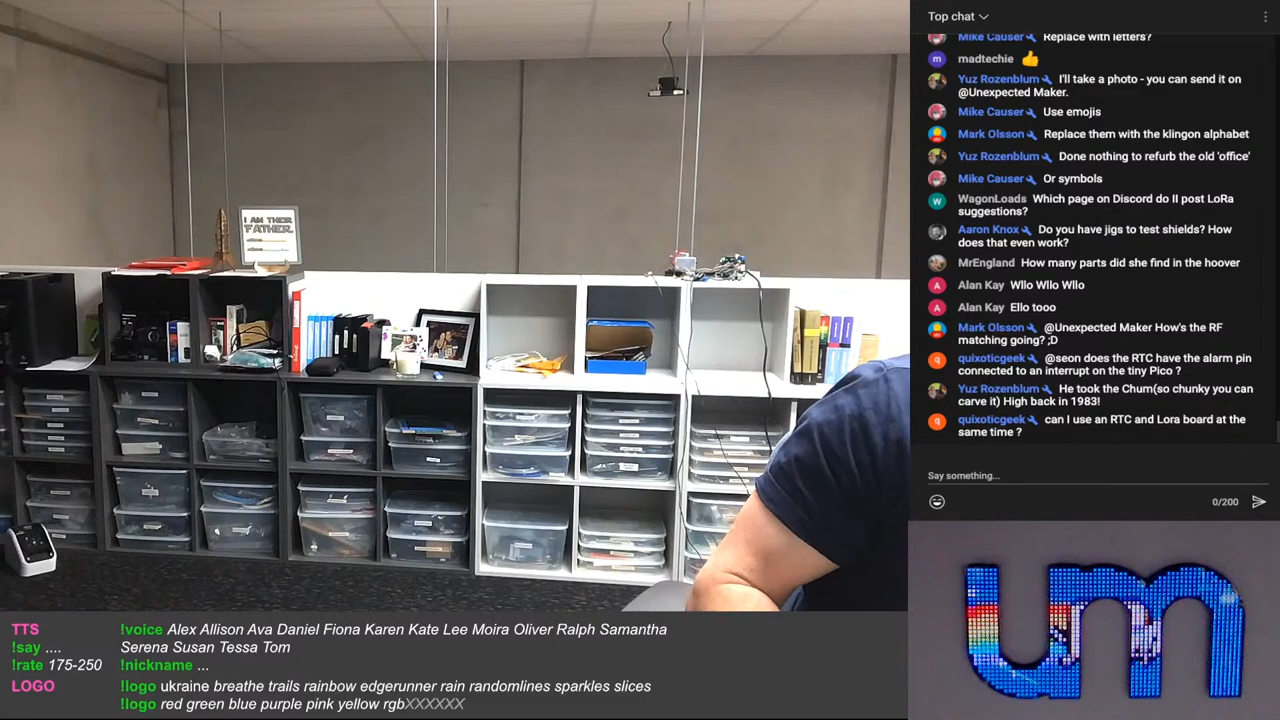 Top chat
Mike Causer Replace with letters?
madtechie 👍
Yuz Rozenblum I'll take a photo - you can send it on
@Unexpected Maker.
Mike Causer Use emojis
Mark Olsson Replace them with the klingon alphabet
Yuz Rozenblum Done nothing to refurb the old 'office'
Mike Causer Or symbols
WagonLoads Which page on Discord do II post LoRa
suggestions?
Aaron Knox Do you have jigs to test shields? How
does that even work?
MrEngland How many parts did she find in the hoover
Alan Kay Wllo Wllo Wllo
Alan Kay Ello tooo
Mark Olsson @Unexpected Maker How's the RF
matching going? ;D
quixoticgeek @seon does the RTC have the alarm pin
connected to an interrupt on the tiny Pico ?
Yuz Rozenblum He took the Chum(so chunky you can
carve it) High back in 1983!
quixoticgeek can I use an RTC and Lora board at the
same time ?
Say something...
0/200
I AM THEIR
FATHER.
um
TTS !voice Alex Allison Ava Daniel Fiona Karen Kate Lee Moira Oliver Ralph Samantha
!say .... Serena Susan Tessa Tom
!rate 175-250 !nickname ...
LOGO !logo ukraine breathe trails rainbow edgerunner rain randomlines sparkles slices
!logo red green blue purple pink yellow rgbXXXXXX